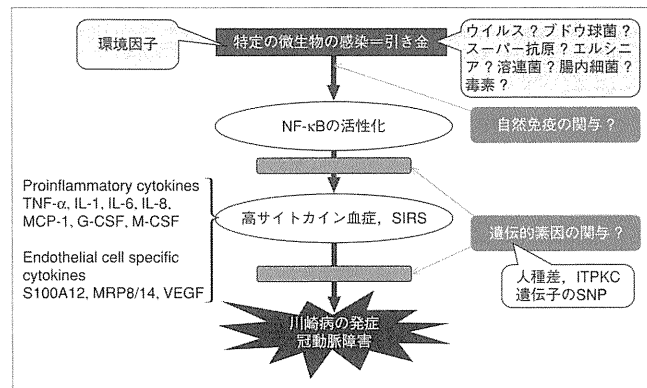 環境因子
特定の微生物の感染＝引き金
ウイルス？ブドウ球菌？
スーパー抗原？エルシニ
ア？溶連菌？腸内細菌？
毒素？
NF-κBの活性化
自然免疫の関与？
Proinflammatory cytokines
TNF-α, IL-1, IL-6, IL-8,
MCP-1, G-CSF, M-CSF
高サイトカイン血症，SIRS
遺伝的素因の関与？
Endothelial cell specific
cytokines
S100A12, MRP8/14, VEGF
人種差，ITPKC
遺伝子のSNP
川崎病の発症
冠動脈障害